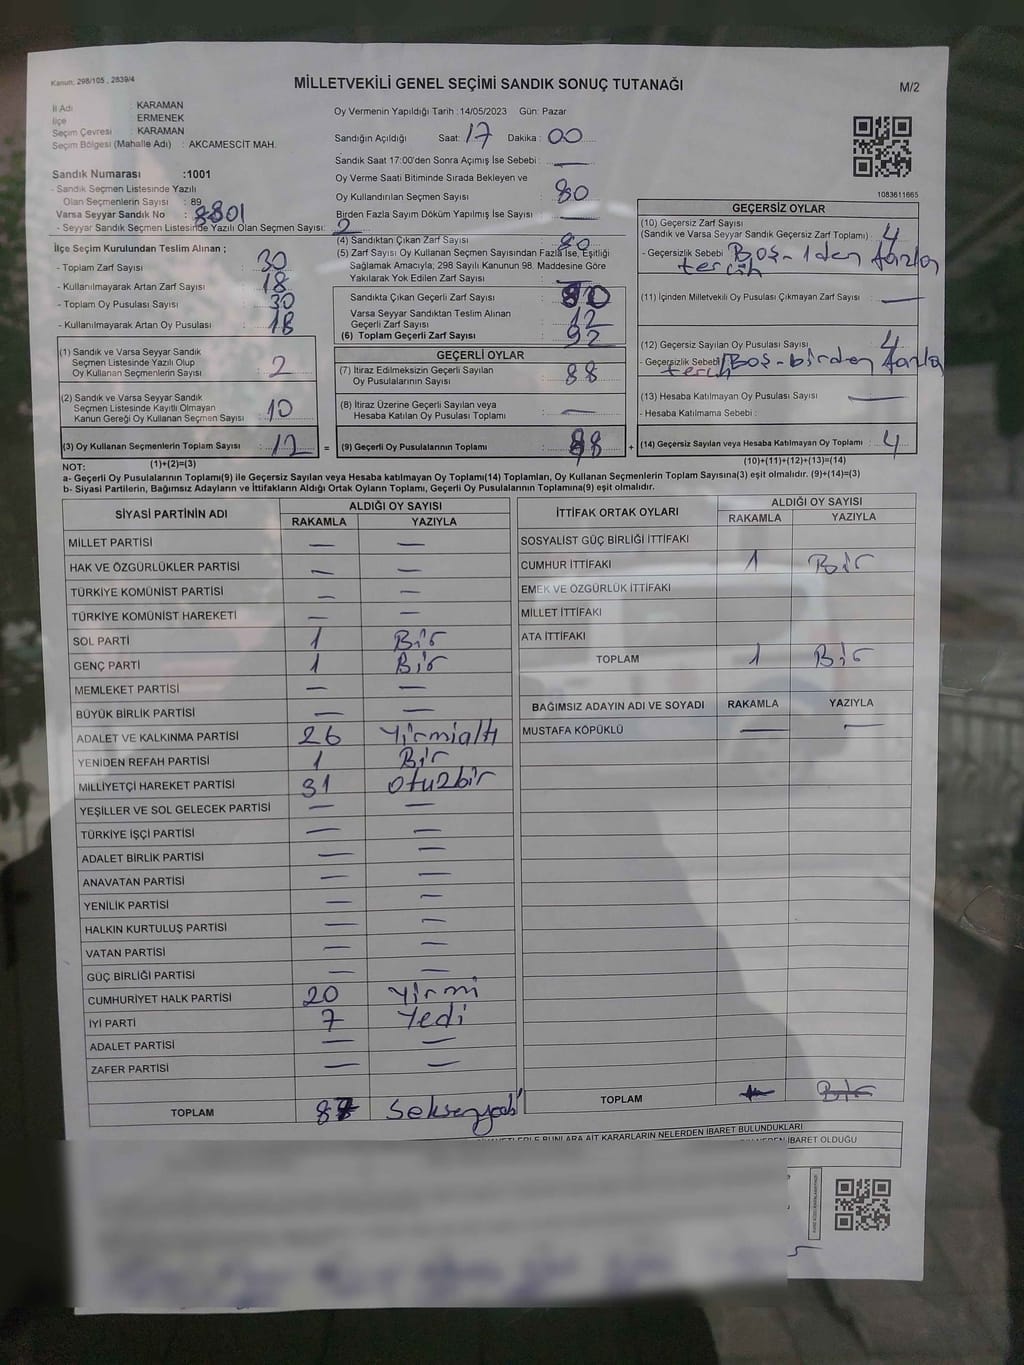 Kanun; 298/105 , 2839/4
MİLLETVEKİLİ GENEL SEÇİMİ SANDIK SONUÇ TUTANAĞI
M/2
İl Adı : KARAMAN
İlçe : ERMENEK
Seçim Çevresi : KARAMAN
Seçim Bölgesi (Mahalle Adı) : AKCAMESCİT MAH.
Sandık Numarası :1001
- Sandık Seçmen Listesinde Yazılı
Olan Seçmenlerin Sayısı : 89
Varsa Seyyar Sandık No : 8801
- Seyyar Sandık Seçmen Listesinde Yazılı Olan Seçmen Sayısı: 2
İlçe Seçim Kurulundan Teslim Alınan ;
- Toplam Zarf Sayısı : 30
- Kullanılmayarak Artan Zarf Sayısı : 18
- Toplam Oy Pusulası Sayısı : 30
- Kullanılmayarak Artan Oy Pusulası : 18
Oy Vermenin Yapıldığı Tarih :14/05/2023 Gün: Pazar
Sandığın Açıldığı Saat: 17 Dakika: 00
Sandık Saat 17:00'den Sonra Açılmış İse Sebebi : —
Oy Verme Saati Bitiminde Sırada Bekleyen ve
Oy Kullandırılan Seçmen Sayısı : 80
Birden Fazla Sayım Döküm Yapılmış İse Sayısı : —
(4) Sandıktan Çıkan Zarf Sayısı : 80
(5) Zarf Sayısı Oy Kullanan Seçmen Sayısından Fazla İse, Eşitliği
Sağlamak Amacıyla; 298 Sayılı Kanunun 98. Maddesine Göre
Yakılarak Yok Edilen Zarf Sayısı : —
Sandıkta Çıkan Geçerli Zarf Sayısı : 80
Varsa Seyyar Sandıktan Teslim Alınan
Geçerli Zarf Sayısı : 12
(6) Toplam Geçerli Zarf Sayısı : 92
1083611665
GEÇERSİZ OYLAR
(10) Geçersiz Zarf Sayısı
(Sandık ve Varsa Seyyar Sandık Geçersiz Zarf Toplamı) : 4
- Geçersizlik Sebebi : Boş - 1den fazla
tercih
(11) İçinden Milletvekili Oy Pusulası Çıkmayan Zarf Sayısı : —
(12) Geçersiz Sayılan Oy Pusulası Sayısı : 4
- Geçersizlik Sebebi : Boş - birden fazla
tercih
(13) Hesaba Katılmayan Oy Pusulası Sayısı : —
- Hesaba Katılmama Sebebi :
(14) Geçersiz Sayılan veya Hesaba Katılmayan Oy Toplamı : 4
(1) Sandık ve Varsa Seyyar Sandık
Seçmen Listesinde Yazılı Olup
Oy Kullanan Seçmenlerin Sayısı : 2
(2) Sandık ve Varsa Seyyar Sandık
Seçmen Listesinde Kayıtlı Olmayan
Kanun Gereği Oy Kullanan Seçmen Sayısı : 10
(3) Oy Kullanan Seçmenlerin Toplam Sayısı : 12 =
GEÇERLİ OYLAR
(7) İtiraz Edilmeksizin Geçerli Sayılan
Oy Pusulalarının Sayısı : 88
(8) İtiraz Üzerine Geçerli Sayılan veya
Hesaba Katılan Oy Pusulası Toplamı : —
(9) Geçerli Oy Pusulalarının Toplamı : 88 +
NOT: (1)+(2)=(3)
(10)+(11)+(12)+(13)=(14)
a- Geçerli Oy Pusulalarının Toplamı(9) ile Geçersiz Sayılan veya Hesaba katılmayan Oy Toplamı(14) Toplamları, Oy Kullanan Seçmenlerin Toplam Sayısına(3) eşit olmalıdır. (9)+(14)=(3)
b- Siyasi Partilerin, Bağımsız Adayların ve İttifakların Aldığı Ortak Oyların Toplamı, Geçerli Oy Pusulalarının Toplamına(9) eşit olmalıdır.
SİYASİ PARTİNİN ADI
ALDIĞI OY SAYISI
RAKAMLA YAZIYLA
MİLLET PARTİSİ — —
HAK VE ÖZGÜRLÜKLER PARTİSİ — —
TÜRKİYE KOMÜNİST PARTİSİ — —
TÜRKİYE KOMÜNİST HAREKETİ — —
SOL PARTİ 1 Bir
GENÇ PARTİ 1 Bir
MEMLEKET PARTİSİ — —
BÜYÜK BİRLİK PARTİSİ — —
ADALET VE KALKINMA PARTİSİ 26 Yirmialtı
YENİDEN REFAH PARTİSİ 1 Bir
MİLLİYETÇİ HAREKET PARTİSİ 31 otuzbir
YEŞİLLER VE SOL GELECEK PARTİSİ — —
TÜRKİYE İŞÇİ PARTİSİ — —
ADALET BİRLİK PARTİSİ — —
ANAVATAN PARTİSİ — —
YENİLİK PARTİSİ — —
HALKIN KURTULUŞ PARTİSİ — —
VATAN PARTİSİ — —
GÜÇ BİRLİĞİ PARTİSİ — —
CUMHURİYET HALK PARTİSİ 20 Yirmi
İYİ PARTİ 7 Yedi
ADALET PARTİSİ — —
ZAFER PARTİSİ — —
TOPLAM 87 Seksenyedi
İTTİFAK ORTAK OYLARI
ALDIĞI OY SAYISI
RAKAMLA YAZIYLA
SOSYALİST GÜÇ BİRLİĞİ İTTİFAKI
CUMHUR İTTİFAKI 1 Bir
EMEK VE ÖZGÜRLÜK İTTİFAKI
MİLLET İTTİFAKI
ATA İTTİFAKI
TOPLAM 1 Bir
BAĞIMSIZ ADAYIN ADI VE SOYADI RAKAMLA YAZIYLA
MUSTAFA KÖPÜKLÜ — —
TOPLAM Bir
BUNLARA AİT KARARLARIN NELERDEN İBARET BULUNDUKLARI
İBARET OLDUĞU